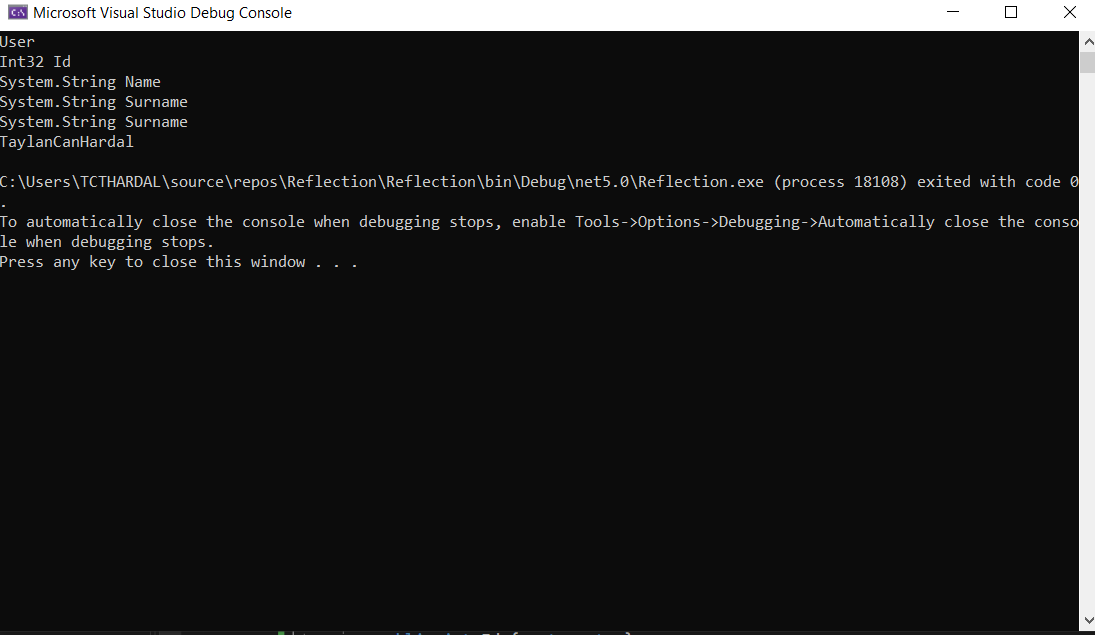 Microsoft Visual Studio Debug Console
User
Int32 Id
System.String Name
System.String Surname
System.String Surname
TaylanCanHardal
C:\Users\TCTHARDAL\source\repos\Reflection\Reflection\bin\Debug\net5.0\Reflection.exe (process 18108) exited with code 0
.
To automatically close the console when debugging stops, enable Tools->Options->Debugging->Automatically close the conso
le when debugging stops.
Press any key to close this window . . .